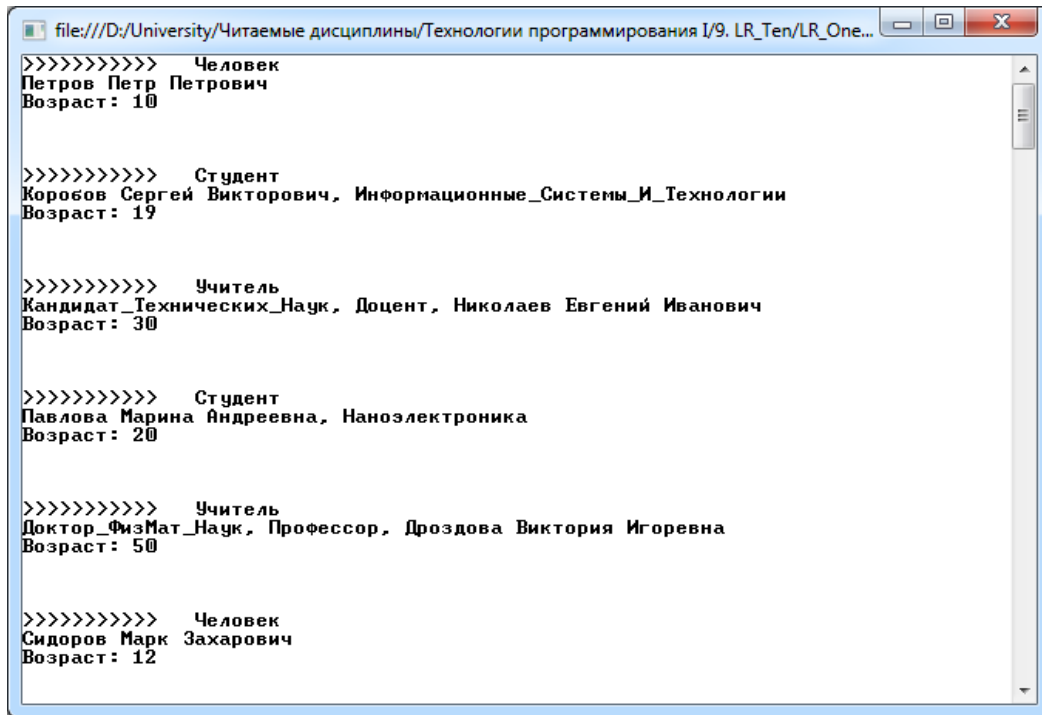 file:///D:/University/Читаемые дисциплины/Технологии программирования I/9. LR_Ten/LR_One...
>>>>>>>>>>> Человек
Петров Петр Петрович
Возраст: 10
>>>>>>>>>>> Студент
Коробов Сергей Викторович, Информационные_Системы_И_Технологии
Возраст: 19
>>>>>>>>>>> Учитель
Кандидат_Технических_Наук, Доцент, Николаев Евгений Иванович
Возраст: 30
>>>>>>>>>>> Студент
Павлова Марина Андреевна, Наноэлектроника
Возраст: 20
>>>>>>>>>>> Учитель
Доктор_ФизМат_Наук, Профессор, Дроздова Виктория Игоревна
Возраст: 50
>>>>>>>>>>> Человек
Сидоров Марк Захарович
Возраст: 12